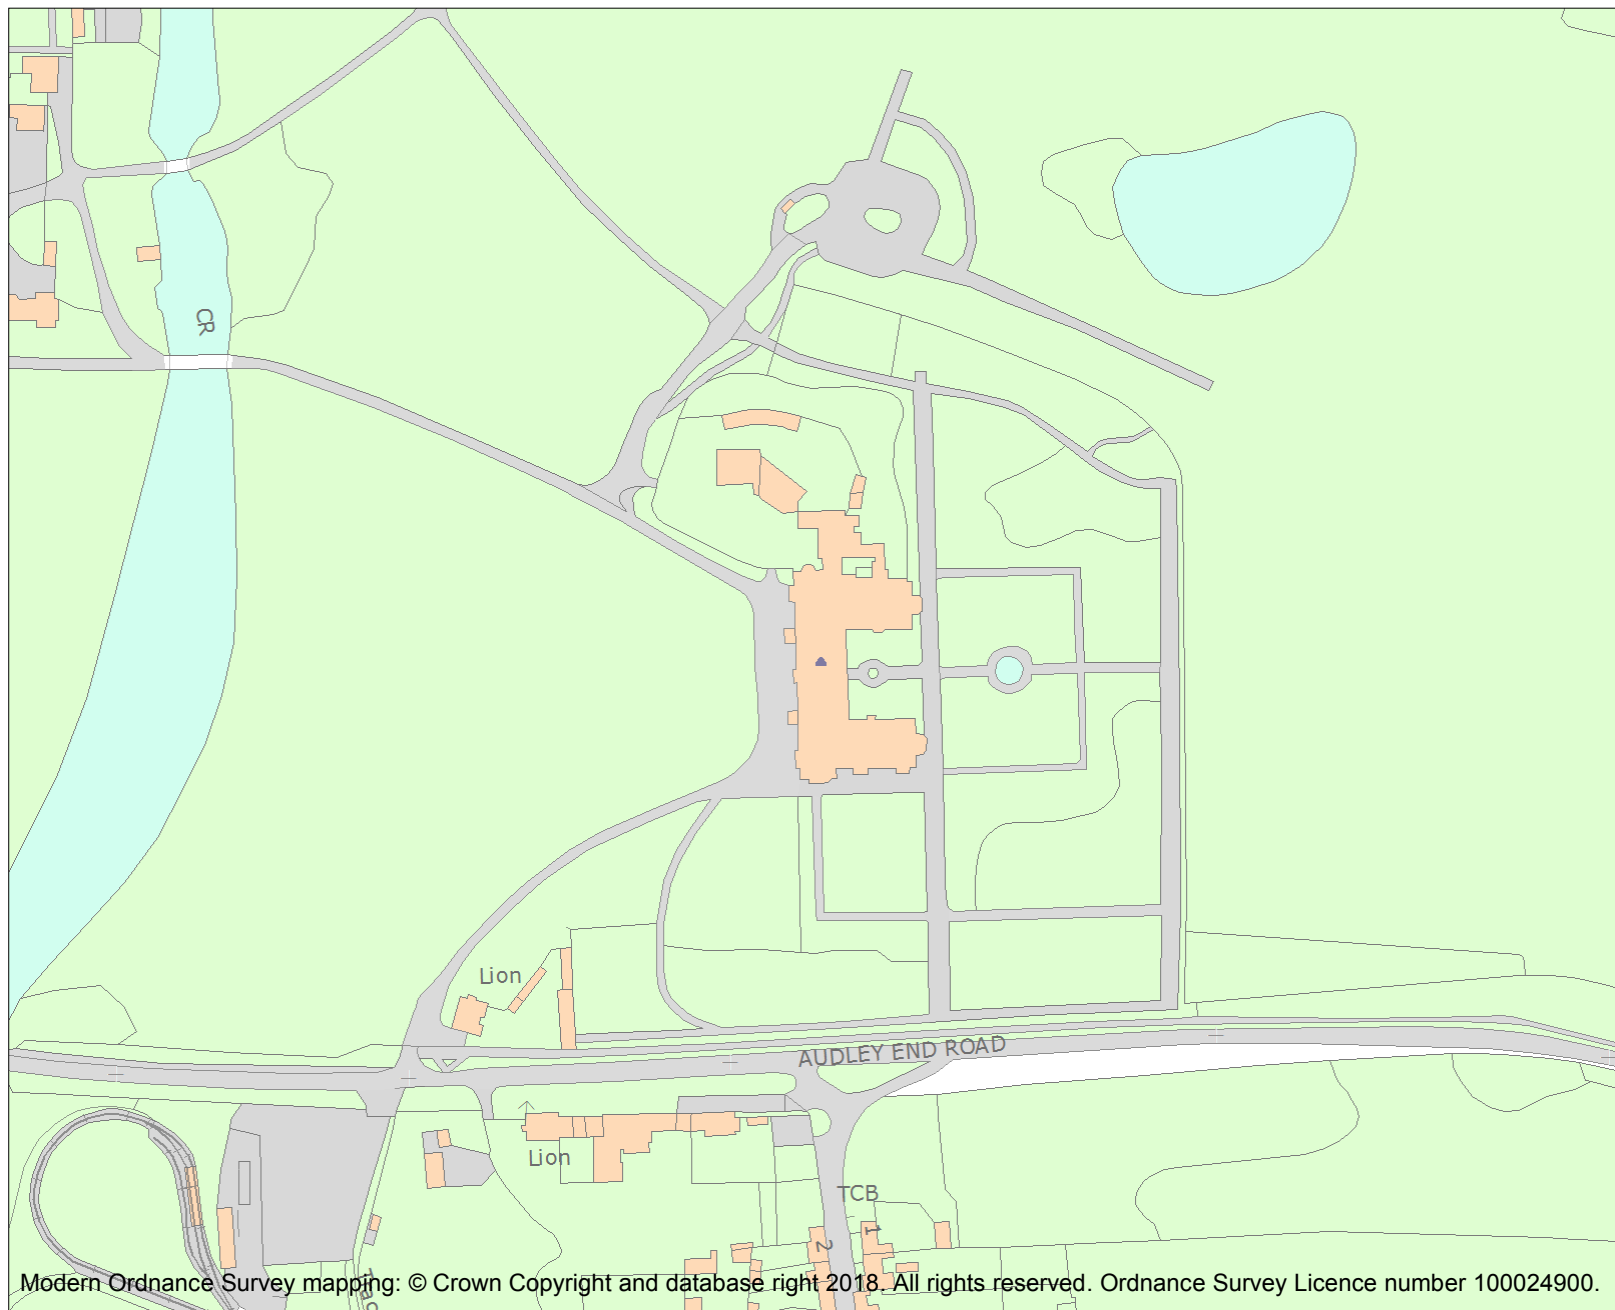 CR
Lion
AUDLEY END ROAD
Lion
TCB
1
2
Modern Ordnance Survey mapping: © Crown Copyright and database right 2018. All rights reserved. Ordnance Survey Licence number 100024900.